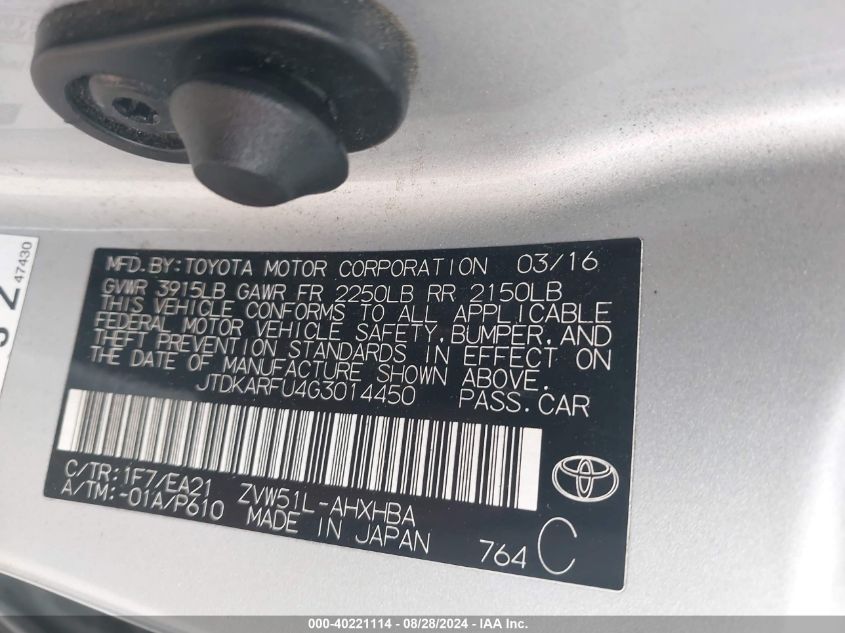 MFD. BY: TOYOTA MOTOR CORPORATION 03/16
GVWR 3915LB GAWR FR 2250LB RR 2150LB
THIS VEHICLE CONFORMS TO ALL APPLICABLE
FEDERAL MOTOR VEHICLE SAFETY, BUMPER, AND
THEFT PREVENTION STANDARDS IN EFFECT ON
THE DATE OF MANUFACTURE SHOWN ABOVE.
JTDKARFU4G3014450 PASS. CAR
C/TR: 1F7/EA21 ZVW51L-AHXHBA
A/TM: -01A/P610 MADE IN JAPAN
764 C
47430
000-40221114 - 08/28/2024 - IAA Inc.